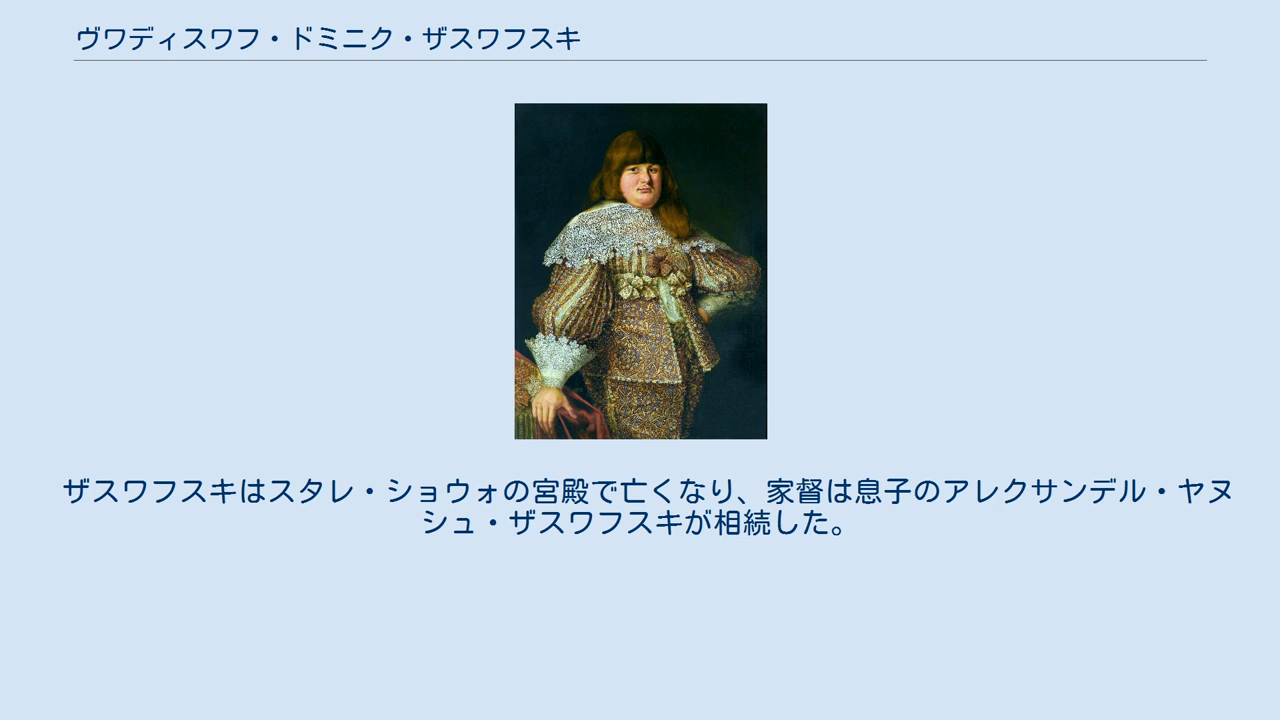 ヴワディスワフ・ドミニク・ザスワフスキ
ザスワフスキはスタレ・ショウォの宮殿で亡くなり、家督は息子のアレクサンデル・ヤヌ
シュ・ザスワフスキが相続した。